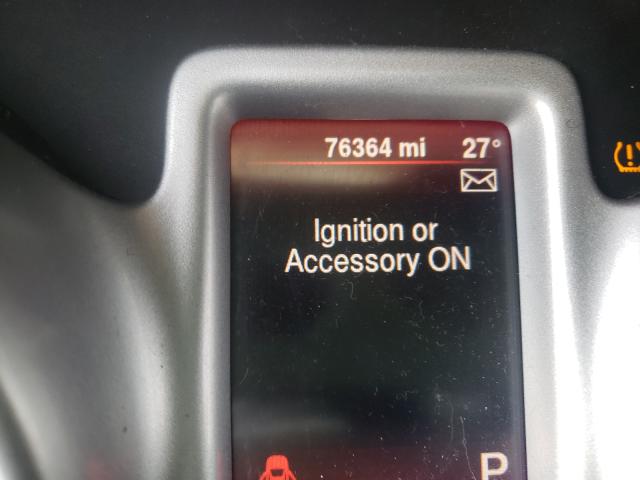 76364 mi 27°
Ignition or
Accessory ON
P